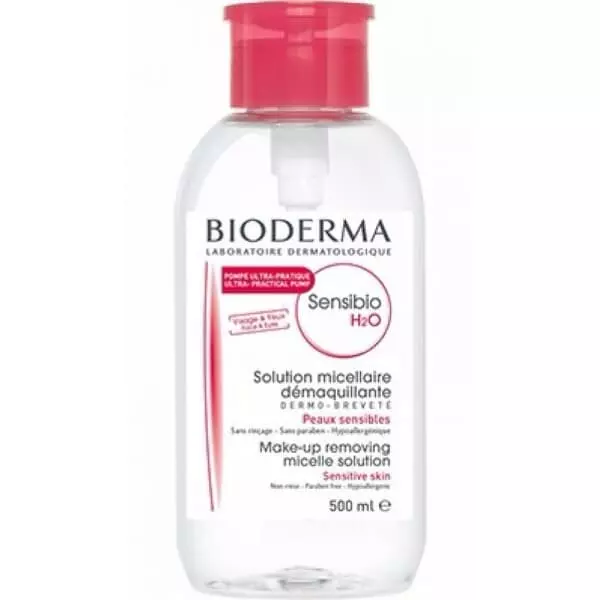 BIODERMA
LABORATOIRE DERMATOLOGIQUE
POMPE ULTRA-PRATIQUE
ULTRA- PRACTICAL PUMP
Sensibio
H2O
Visage & Yeux
Face & Eyes
Solution micellaire
démaquillante
DERMO-BREVETÉ
Peaux sensibles
Sans rinçage - Sans paraben - Hypoallergénique
Make-up removing
micelle solution
Sensitive skin
Non-rinse - Paraben free - Hypoallergenic
500 ml e